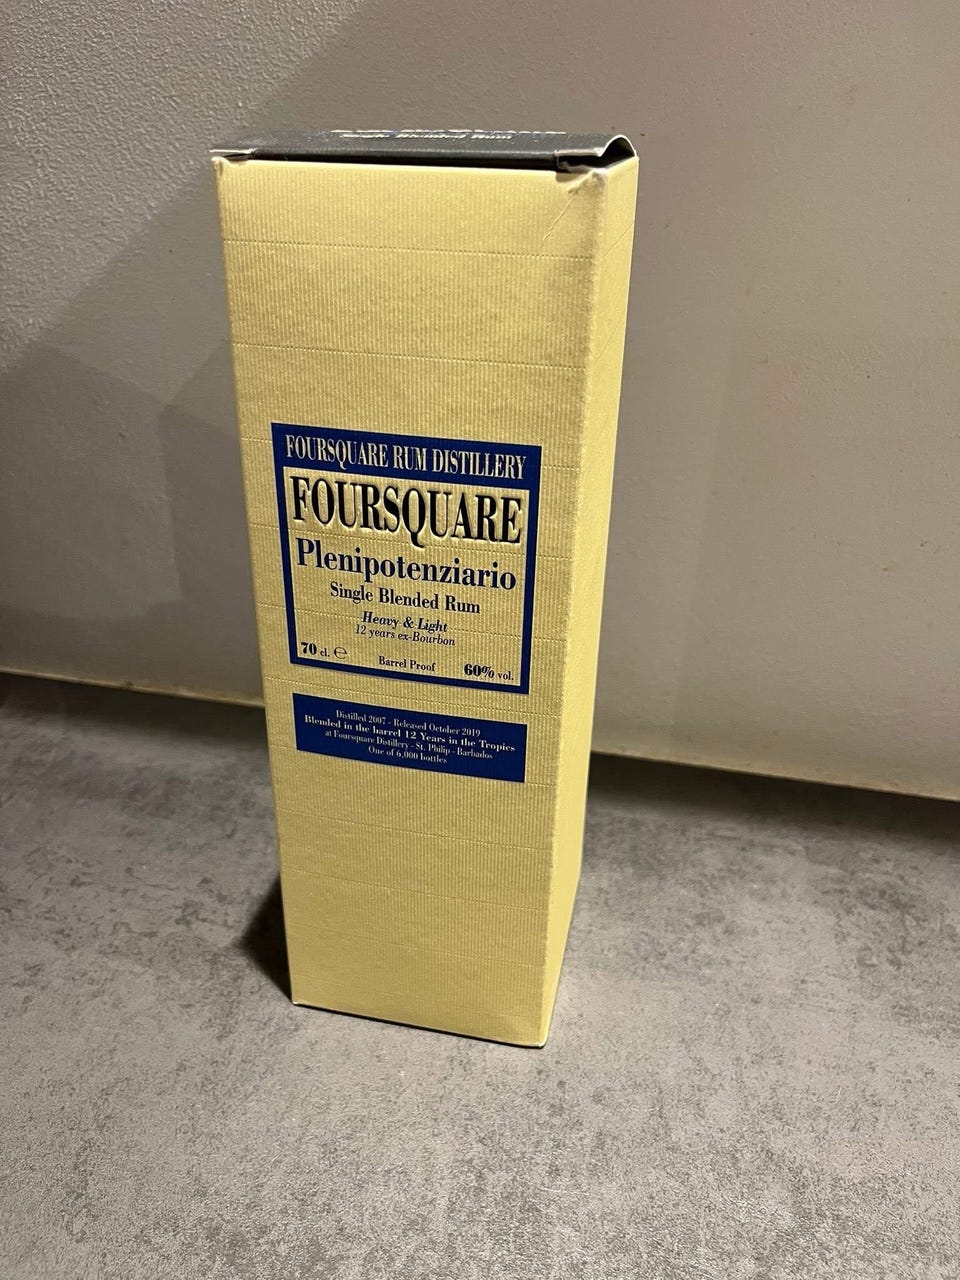 FOURSQUARE RUM DISTILLERY
FOURSQUARE
Plenipotenziario
Single Blended Rum
Heavy & Light
12 years ex-Bourbon
70 cl. ℮ Barrel Proof 60% vol.
Distilled 2007 - Released October 2019
Blended in the barrel 12 Years in the Tropics
at Foursquare Distillery - St. Philip - Barbados
One of 6,000 bottles